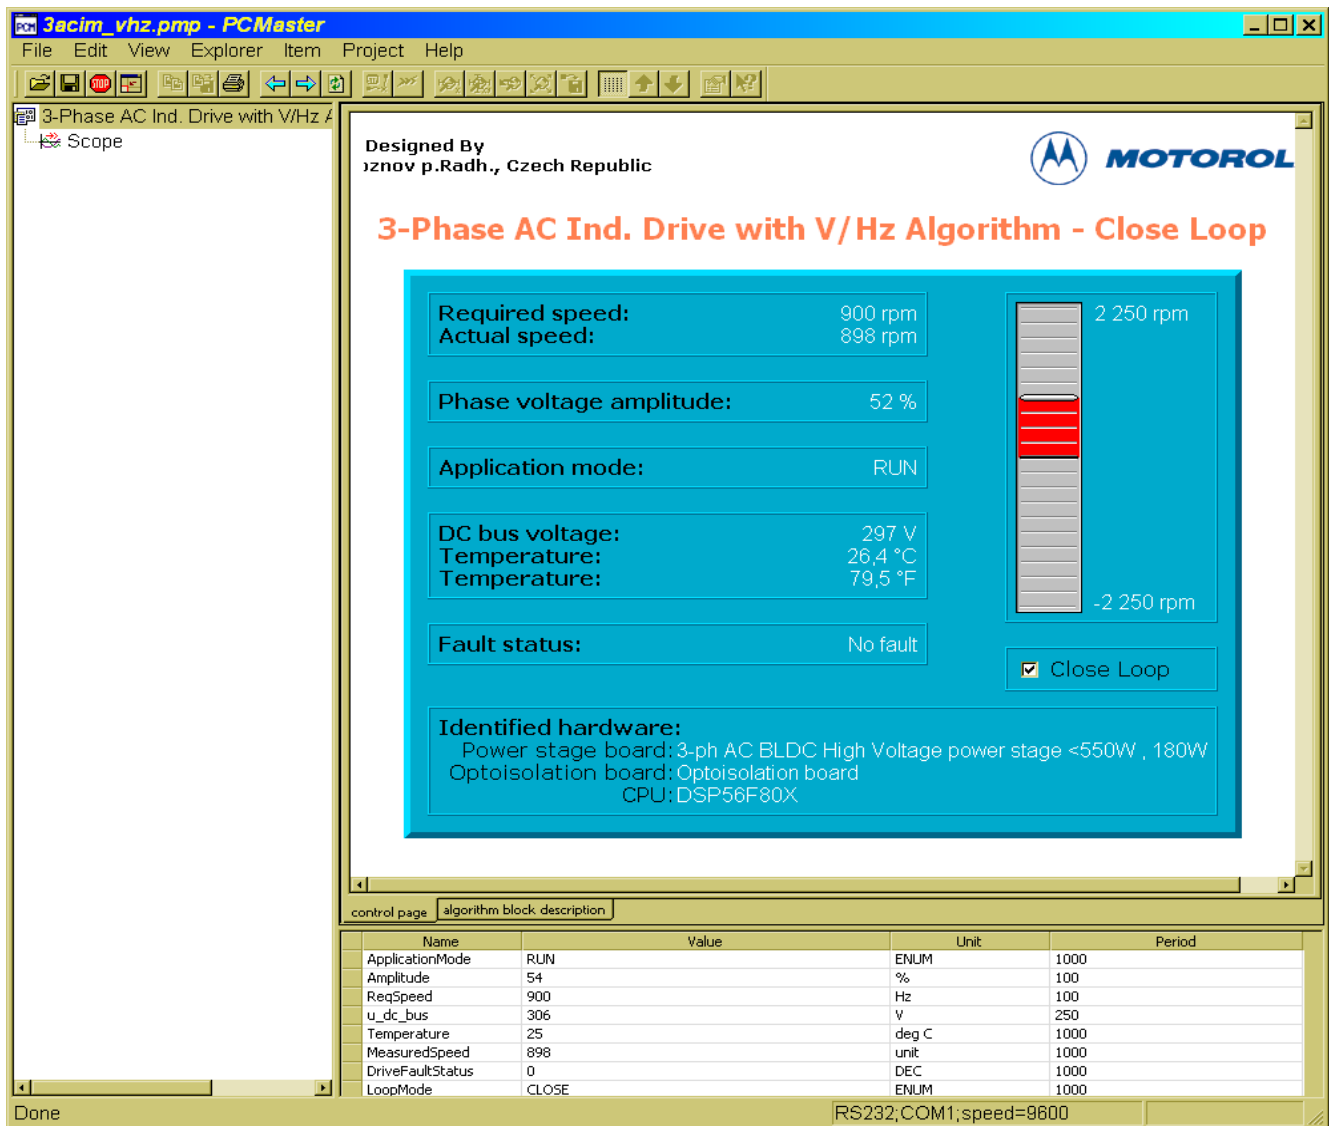 3acim_vhz.pmp - PCMaster
File Edit View Explorer Item Project Help
STOP
3-Phase AC Ind. Drive with V/Hz A
Scope
Designed By
znov p.Radh., Czech Republic
MOTOROL
3-Phase AC Ind. Drive with V/Hz Algorithm - Close Loop
Required speed: 900 rpm
Actual speed: 898 rpm
Phase voltage amplitude: 52 %
Application mode: RUN
DC bus voltage: 297 V
Temperature: 26,4 °C
Temperature: 79,5 °F
Fault status: No fault
2 250 rpm
-2 250 rpm
Close Loop
Identified hardware:
Power stage board: 3-ph AC BLDC High Voltage power stage <550W , 180W
Optoisolation board: Optoisolation board
CPU: DSP56F80X
control page algorithm block description
Name Value Unit Period
ApplicationMode RUN ENUM 1000
Amplitude 54 % 100
ReqSpeed 900 Hz 100
u_dc_bus 306 V 250
Temperature 25 deg C 1000
MeasuredSpeed 898 unit 1000
DriveFaultStatus 0 DEC 1000
LoopMode CLOSE ENUM 1000
Done RS232;COM1;speed=9600